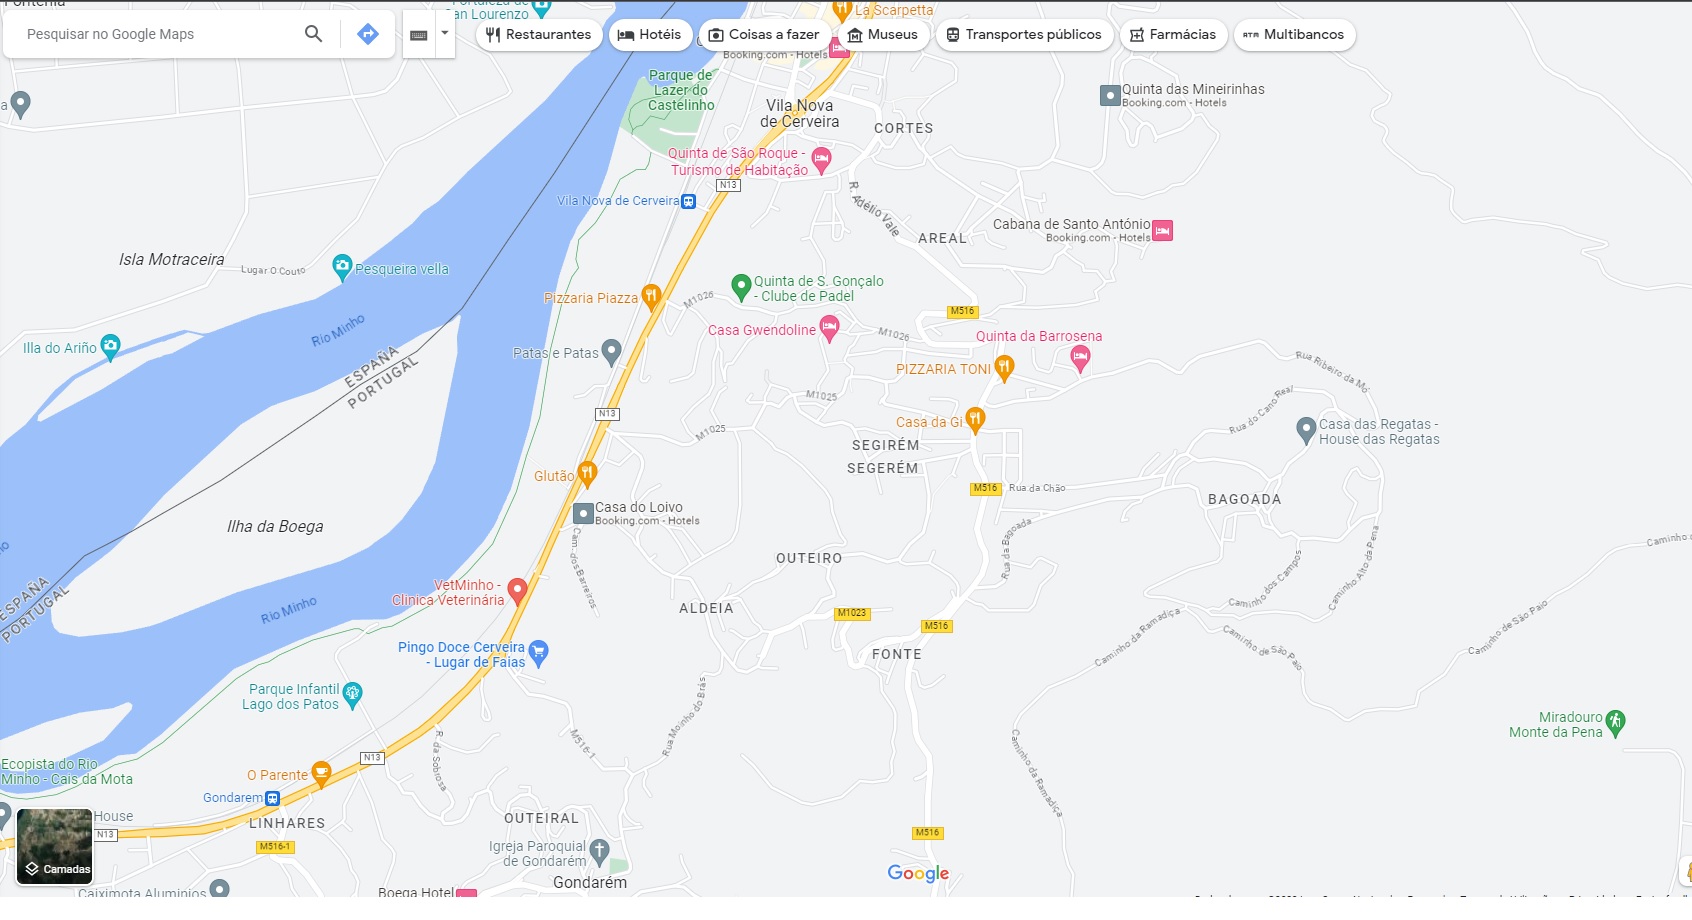 Fortaleza de
San Lourenzo
La Scarpetta
Pesquisar no Google Maps
Restaurantes
Hotéis
Coisas a fazer
Museus
Transportes públicos
Farmácias
ATM
Multibancos
Booking.com - Hotels
Parque de
Lazer do
Castelinho
Vila Nova
de Cerveira
CORTES
Quinta das Mineirinhas
Booking.com - Hotels
Quinta de São Roque -
Turismo de Habitação
N13
Vila Nova de Cerveira
R. Adélio Vale
AREAL
Cabana de Santo António
Booking.com - Hotels
Isla Motraceira
Lugar O Couto
Pesqueira vella
Quinta de S. Gonçalo
- Clube de Padel
Pizzaria Piazza
M1026
M516
Rio Minho
Casa Gwendoline
M1026
Quinta da Barrosena
Illa do Ariño
Patas e Patas
ESPAÑA
PORTUGAL
PIZZARIA TONI
Rua Ribeiro da Mó
M1025
Rua do Cano Real
N13
M1025
Casa da Gi
Casa das Regatas -
House das Regatas
SEGIRÉM
SEGERÉM
Glutão
M516
Rua da Chão
BAGOADA
Casa do Loivo
Booking.com - Hotels
Ilha da Boega
Cam. dos Barreiros
Rua da Bagoada
OUTEIRO
Caminho Alto da Pena
Caminho dos Campos
ESPAÑA
PORTUGAL
VetMinho -
Clinica Veterinária
Rio Minho
ALDEIA
M1023
M516
Caminho da Ramadiça
Caminho de São Paio
Caminho de São Paio
Pingo Doce Cerveira
- Lugar de Faias
FONTE
Parque Infantil
Lago dos Patos
Rua Moinho do Brás
Miradouro
Monte da Pena
M516-1
R. da Sobrosa
Caminho da Ramadiça
N13
Ecopista do Rio
Minho - Cais da Mota
O Parente
Gondarem
House
LINHARES
N13
OUTEIRAL
M516
M516-1
Igreja Paroquial
de Gondarém
Camadas
Google
Gondarém
Caiximota Aluminios
Boega Hotel